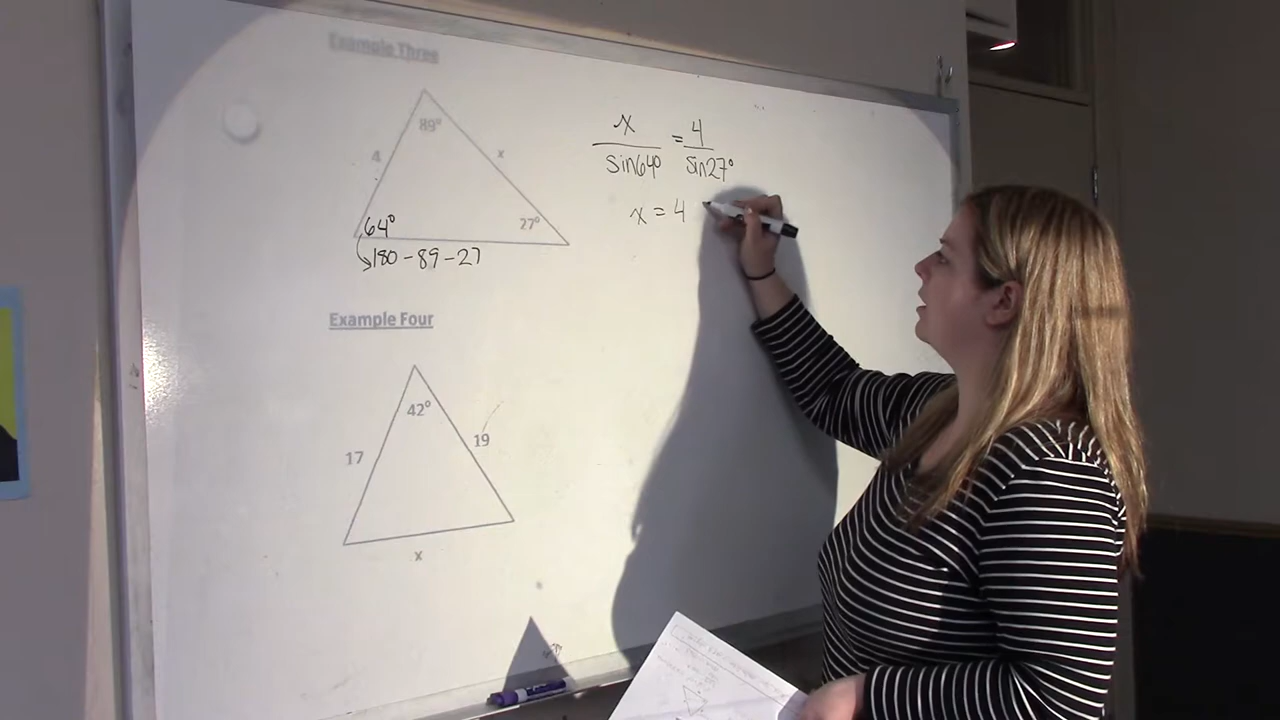 Example Three
89°
4
x
64°
27°
180 - 89 - 27
x = 4
sin64° sin27°
x = 4
Example Four
42°
17
19
x